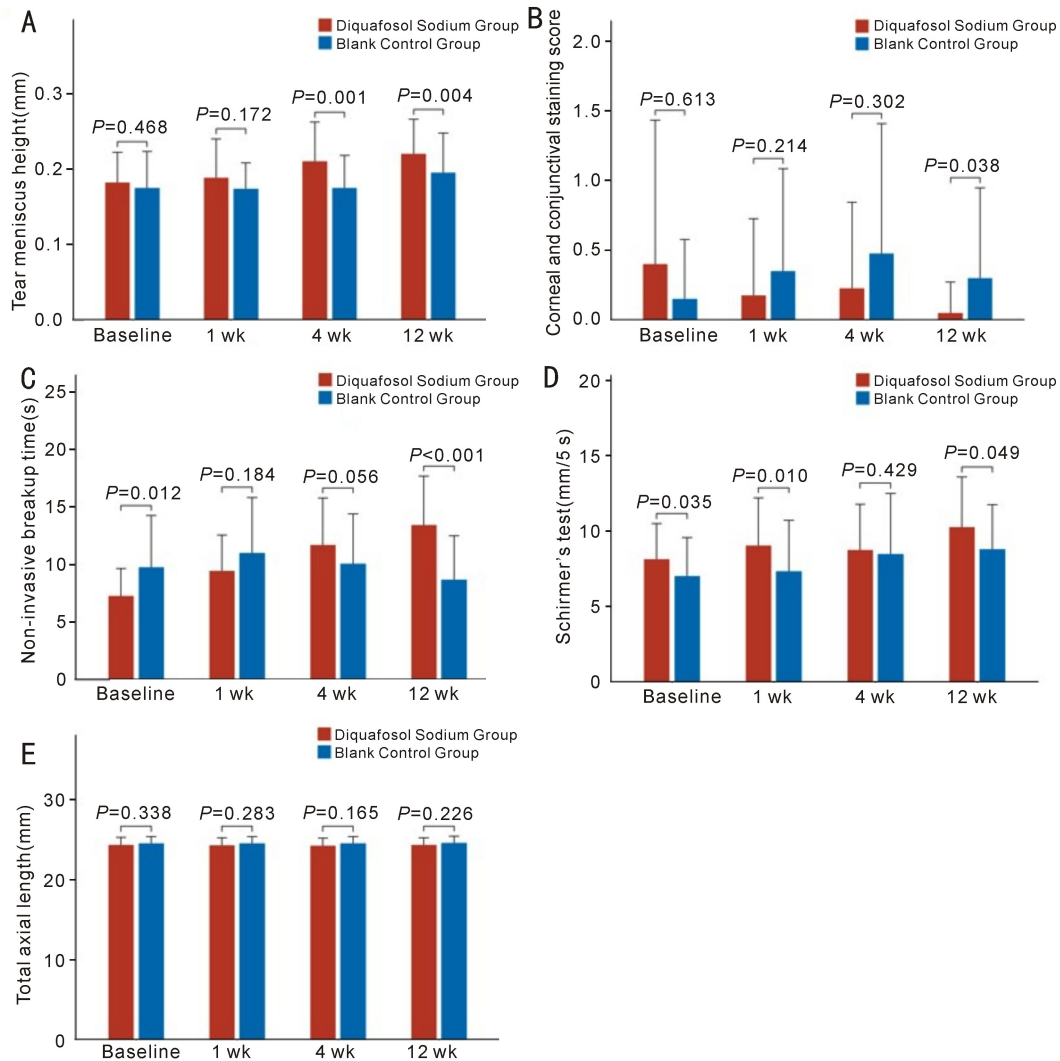 A
Diquafosol Sodium Group
Blank Control Group
Tear meniscus height(mm)
0.3
0.2
0.1
0.0
P=0.468
P=0.172
P=0.001
P=0.004
Baseline
1 wk
4 wk
12 wk
B
Diquafosol Sodium Group
Blank Control Group
Corneal and conjunctival staining score
2.0
1.5
1.0
0.5
0.0
P=0.613
P=0.214
P=0.302
P=0.038
Baseline
1 wk
4 wk
12 wk
C
Diquafosol Sodium Group
Blank Control Group
Non-invasive breakup time(s)
25
20
15
10
5
0
P=0.012
P=0.184
P=0.056
P<0.001
Baseline
1 wk
4 wk
12 wk
D
Diquafosol Sodium Group
Blank Control Group
Schirmer's test(mm/5 s)
20
15
10
5
0
P=0.035
P=0.010
P=0.429
P=0.049
Baseline
1 wk
4 wk
12 wk
E
Diquafosol Sodium Group
Blank Control Group
Total axial length(mm)
30
20
10
0
P=0.338
P=0.283
P=0.165
P=0.226
Baseline
1 wk
4 wk
12 wk